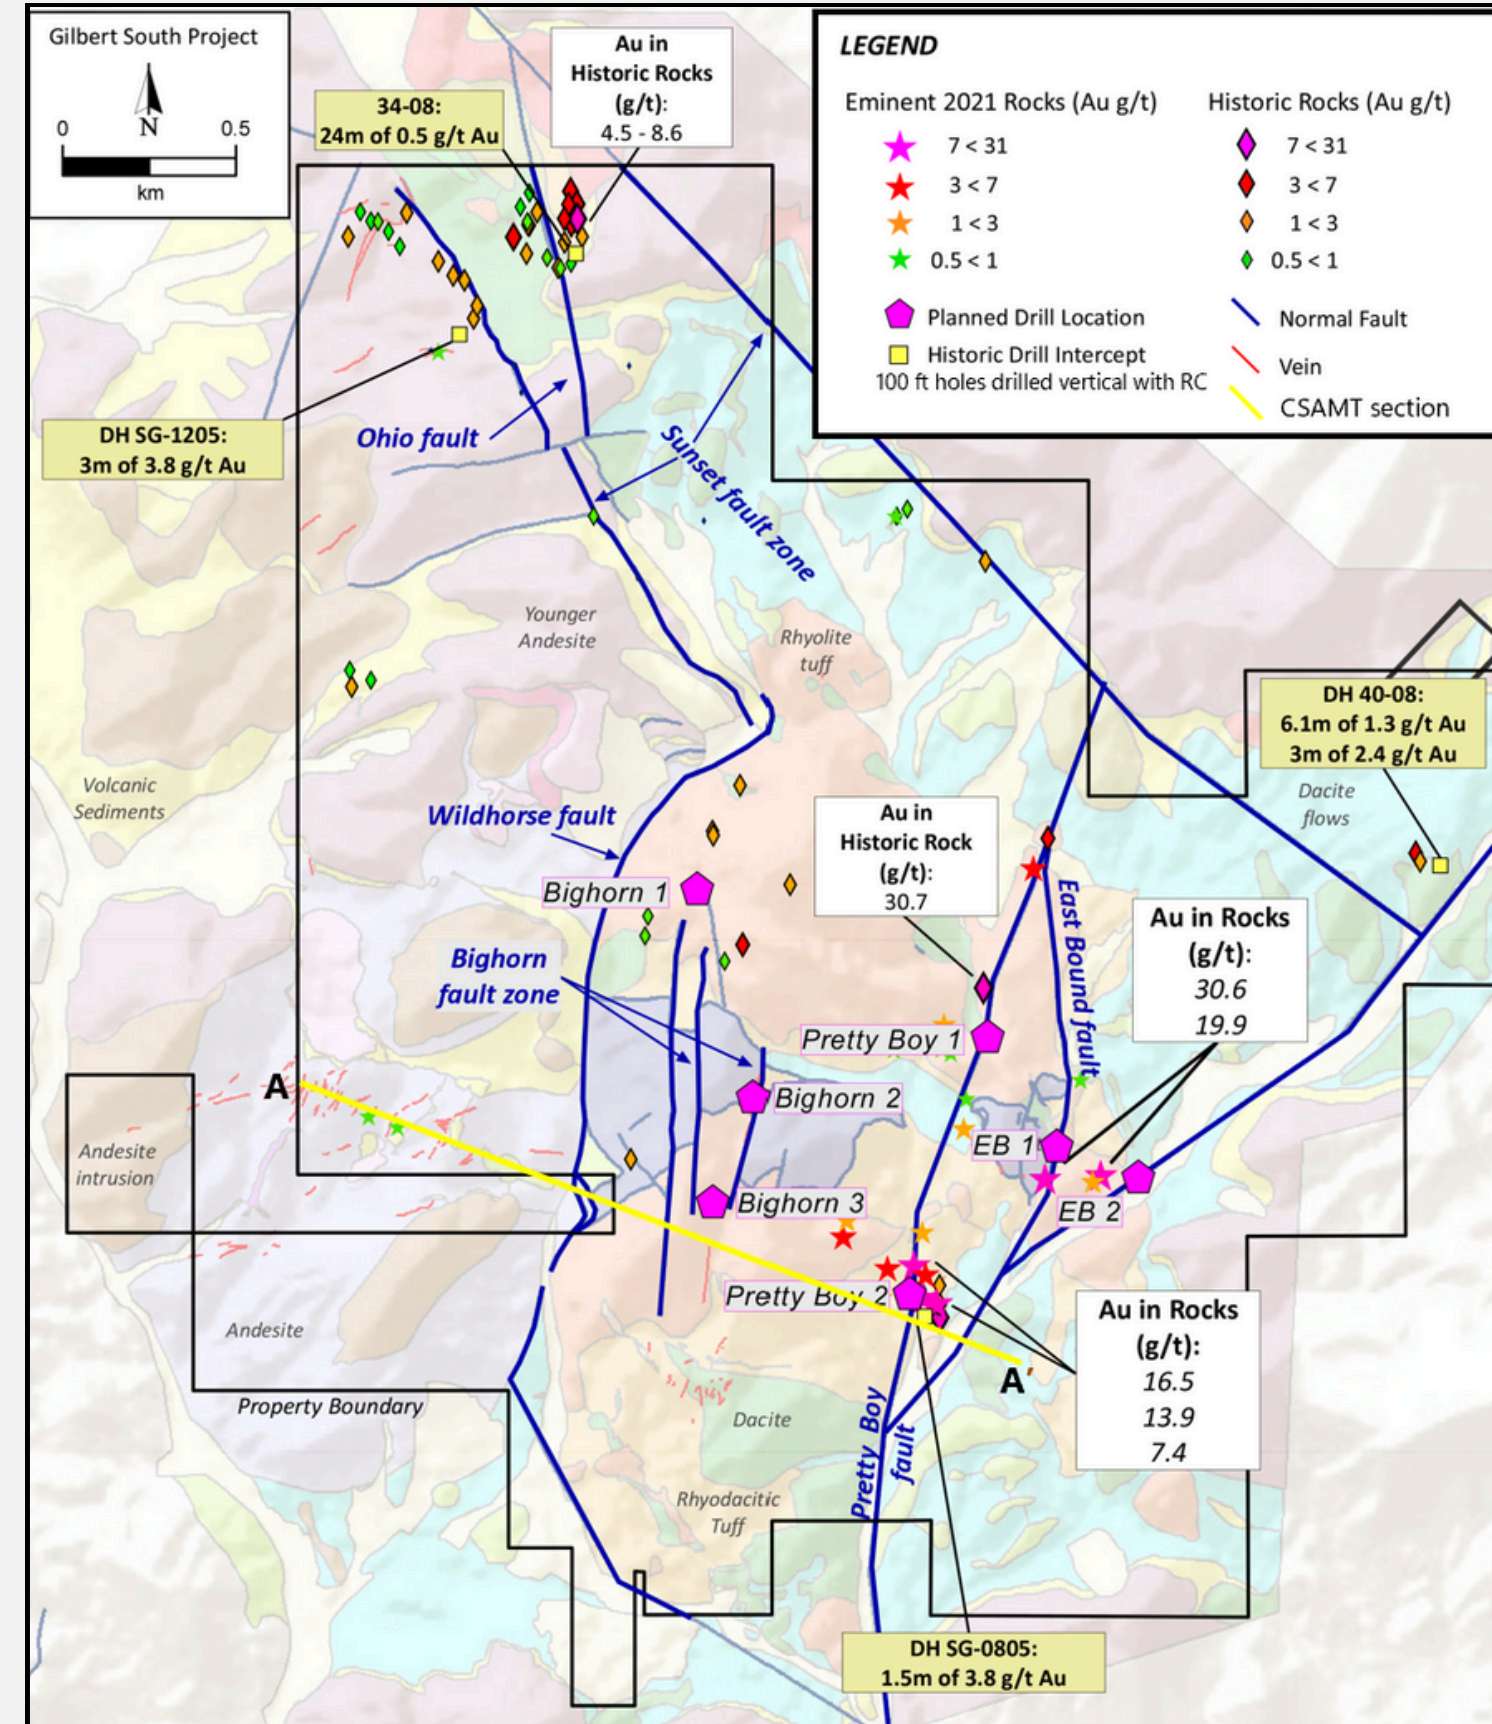 Gilbert South Project
0
N
0.5
km
34-08:
24m of 0.5 g/t Au
Au in
Historic Rocks
(g/t):
4.5 - 8.6
LEGEND
Eminent 2021 Rocks (Au g/t)
7 < 31
3 < 7
1 < 3
0.5 < 1
Historic Rocks (Au g/t)
7 < 31
3 < 7
1 < 3
0.5 < 1
Planned Drill Location
Historic Drill Intercept
100 ft holes drilled vertical with RC
Normal Fault
Vein
CSAMT section
DH SG-1205:
3m of 3.8 g/t Au
Ohio fault
Sunset fault zone
Younger
Andesite
Rhyolite
tuff
DH 40-08:
6.1m of 1.3 g/t Au
3m of 2.4 g/t Au
Volcanic
Sediments
Dacite
flows
Wildhorse fault
Au in
Historic Rock
(g/t):
30.7
Bighorn 1
East Bound fault
Au in Rocks
(g/t):
30.6
19.9
Bighorn
fault zone
Pretty Boy 1
A
Bighorn 2
Andesite
intrusion
EB 1
Bighorn 3
EB 2
Pretty Boy 2
Au in Rocks
(g/t):
16.5
13.9
7.4
Andesite
A'
Property Boundary
Dacite
Pretty Boy
fault
Rhyodacitic
Tuff
DH SG-0805:
1.5m of 3.8 g/t Au